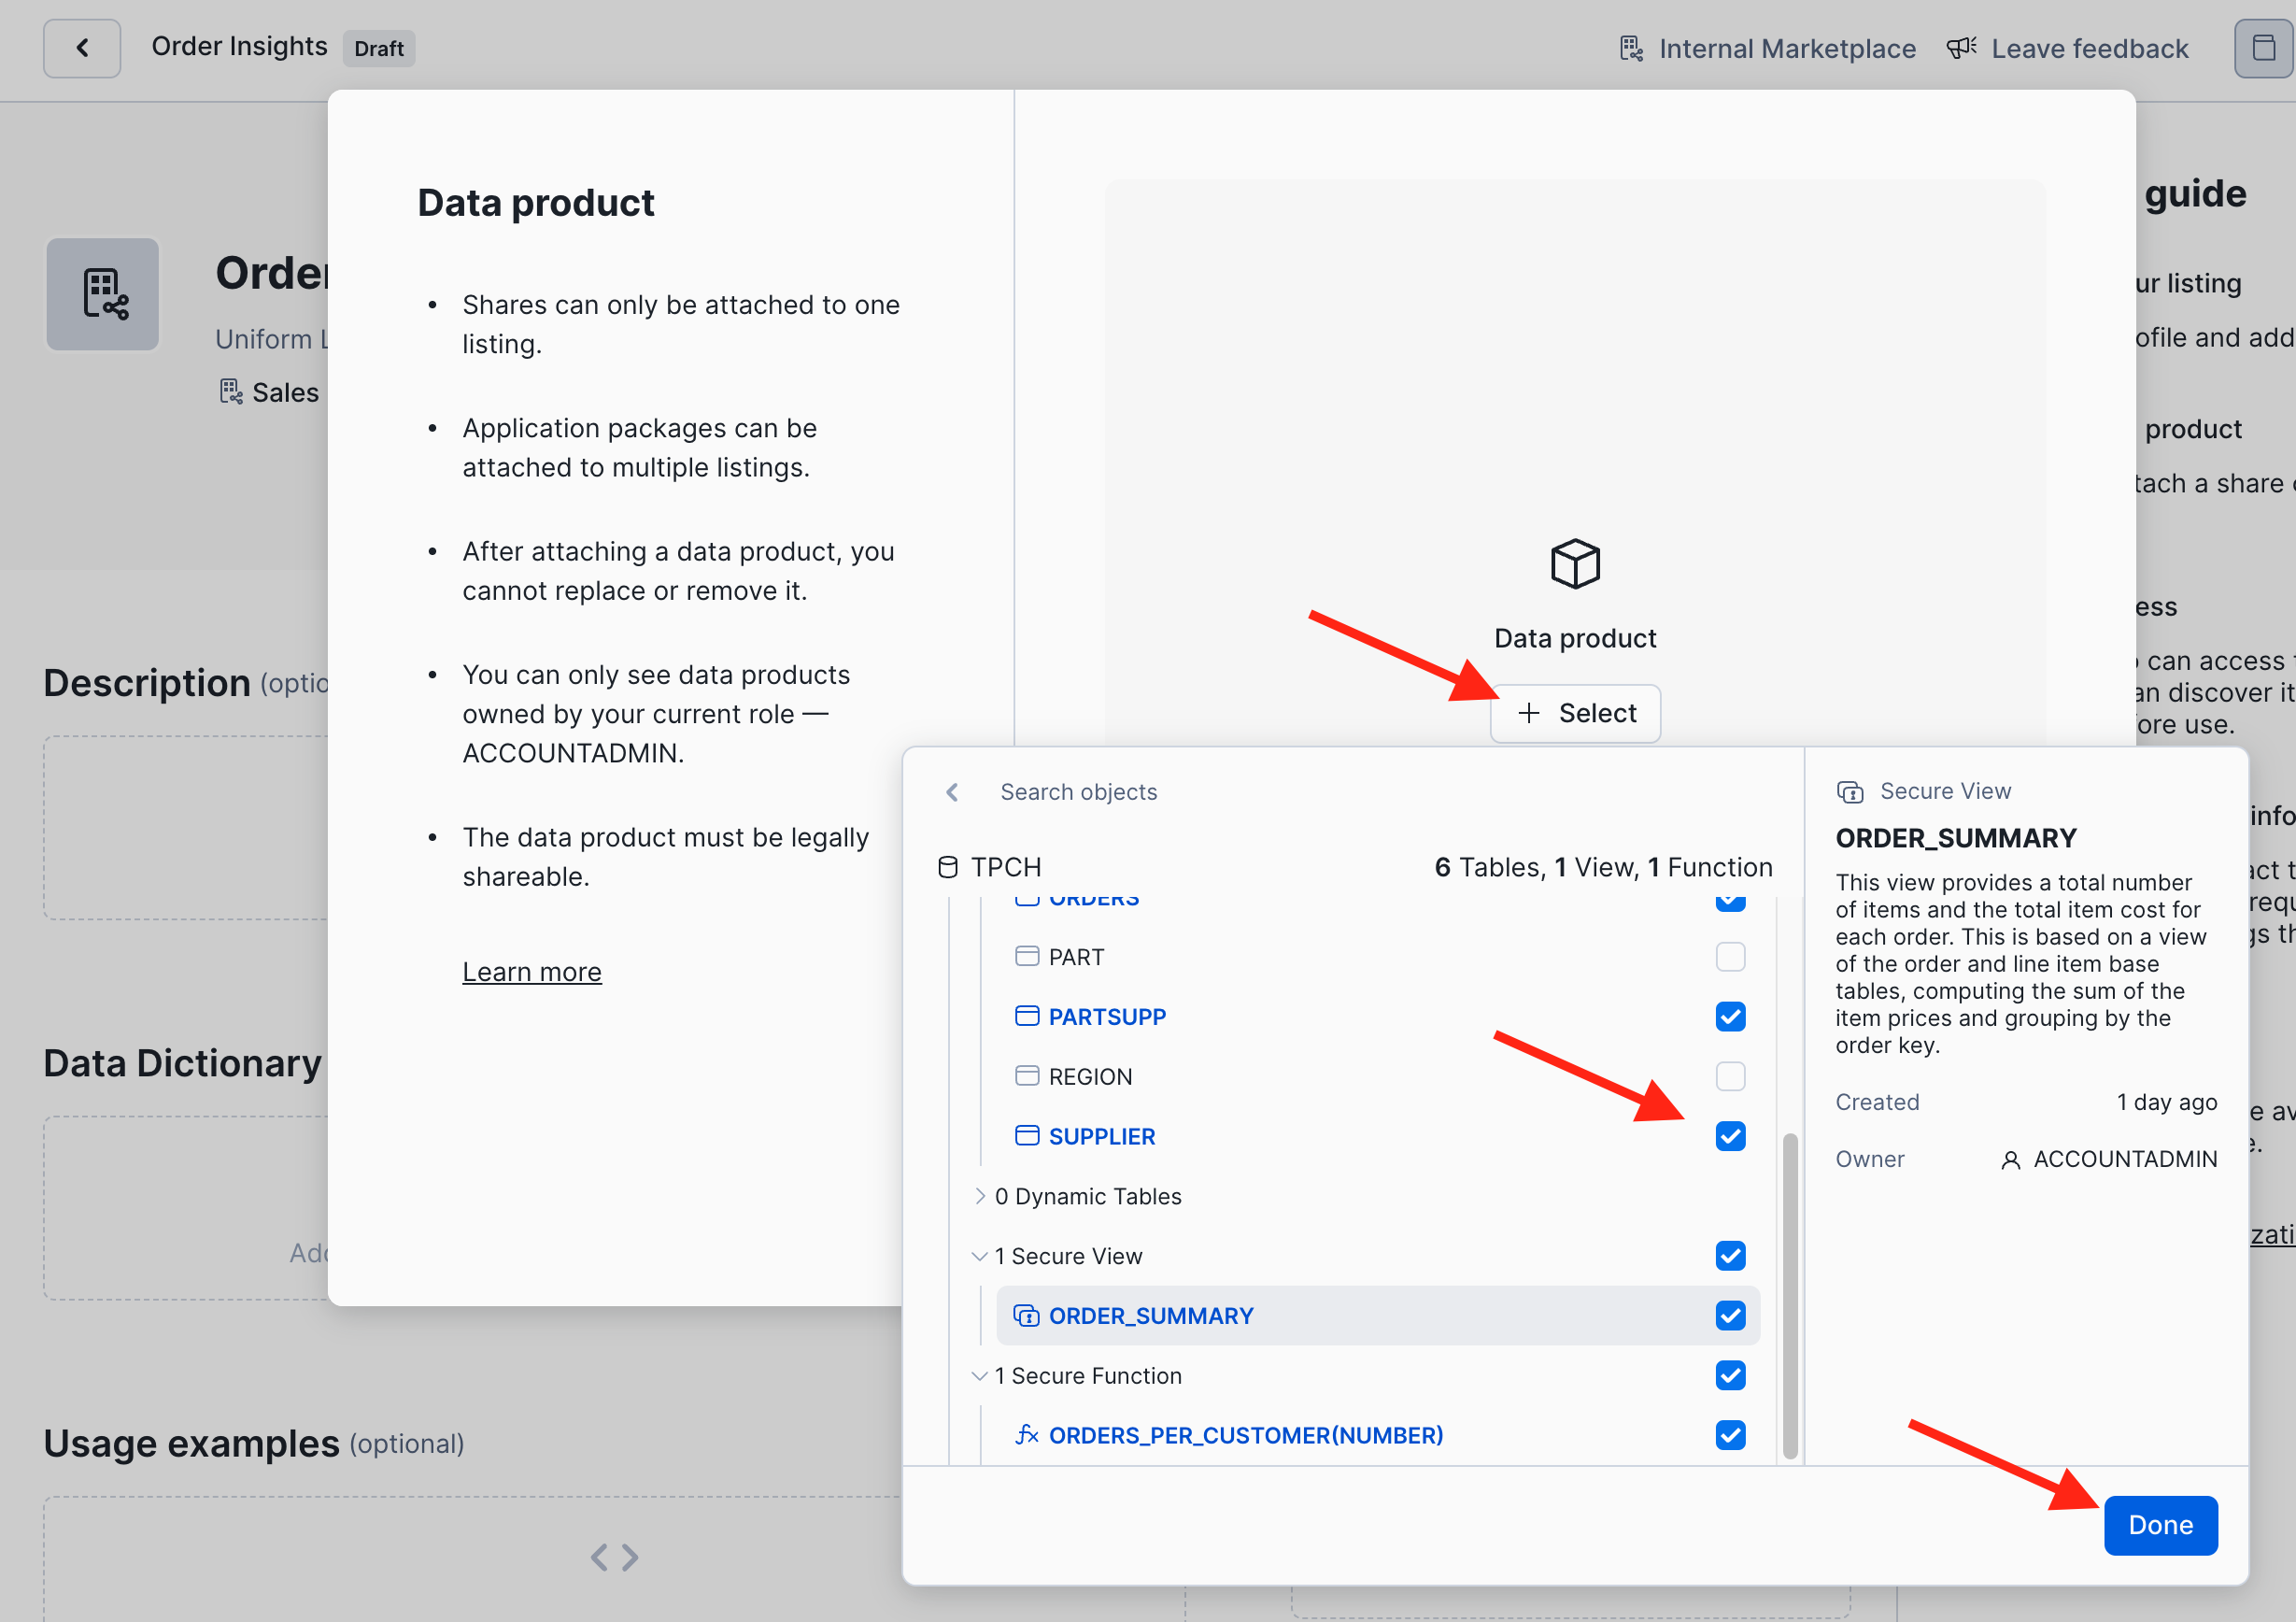 Order Insights Draft
Internal Marketplace
Leave feedback
Order
Uniform L
Sales
Description (optio
Data Dictionary
Add
Usage examples (optional)
Data product
• Shares can only be attached to one
listing.
• Application packages can be
attached to multiple listings.
• After attaching a data product, you
cannot replace or remove it.
• You can only see data products
owned by your current role —
ACCOUNTADMIN.
• The data product must be legally
shareable.
Learn more
Data product
+ Select
guide
ur listing
ofile and add
product
tach a share
ess
can access
an discover it
fore use.
info
act t
requ
gs th
e av
e.
zati
Search objects
TPCH
6 Tables, 1 View, 1 Function
ORDERS
PART
PARTSUPP
REGION
SUPPLIER
0 Dynamic Tables
1 Secure View
ORDER_SUMMARY
1 Secure Function
ORDERS_PER_CUSTOMER(NUMBER)
Secure View
ORDER_SUMMARY
This view provides a total number
of items and the total item cost for
each order. This is based on a view
of the order and line item base
tables, computing the sum of the
item prices and grouping by the
order key.
Created 1 day ago
Owner ACCOUNTADMIN
Done